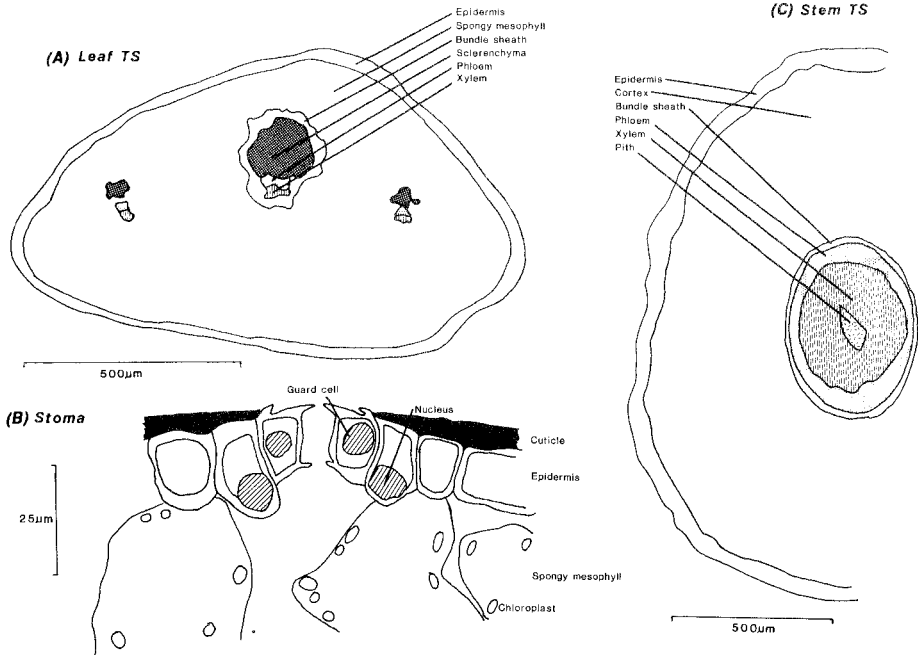 (A) Leaf TS
Epidermis
Spongy mesophyll
Bundle sheath
Sclerenchyma
Phloem
Xylem
500µm
(B) Stoma
Guard cell
Nucleus
Cuticle
Epidermis
25µm
Spongy mesophyll
Chloroplast
(C) Stem TS
Epidermis
Cortex
Bundle sheath
Phloem
Xylem
Pith
500µm